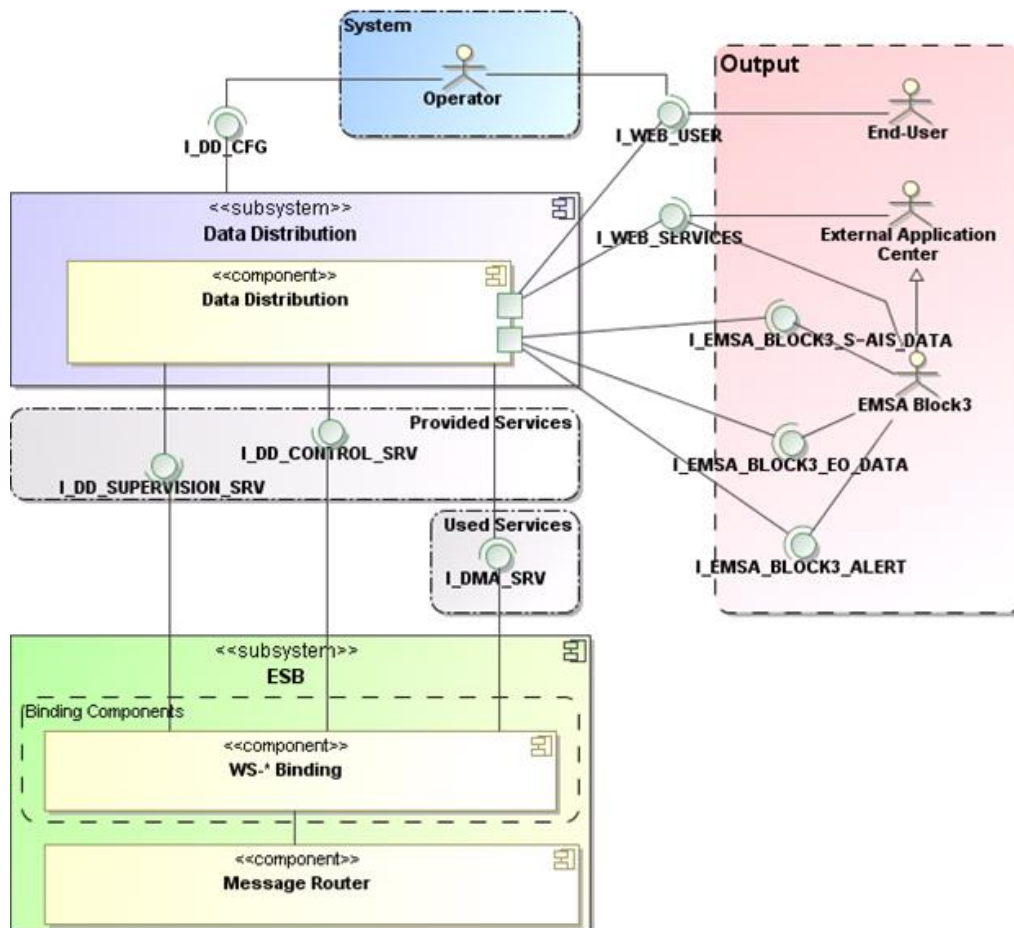 System
Operator
I_DD_CFG
Output
I_WEB_USER
End-User
<<subsystem>>
Data Distribution
I_WEB_SERVICES
External Application
Center
<<component>>
Data Distribution
I_EMSA_BLOCK3_S-AIS_DATA
EMSA Block3
Provided Services
I_DD_CONTROL_SRV
I_DD_SUPERVISION_SRV
I_EMSA_BLOCK3_EO_DATA
Used Services
I_DMA_SRV
I_EMSA_BLOCK3_ALERT
<<subsystem>>
ESB
Binding Components
<<component>>
WS-* Binding
<<component>>
Message Router